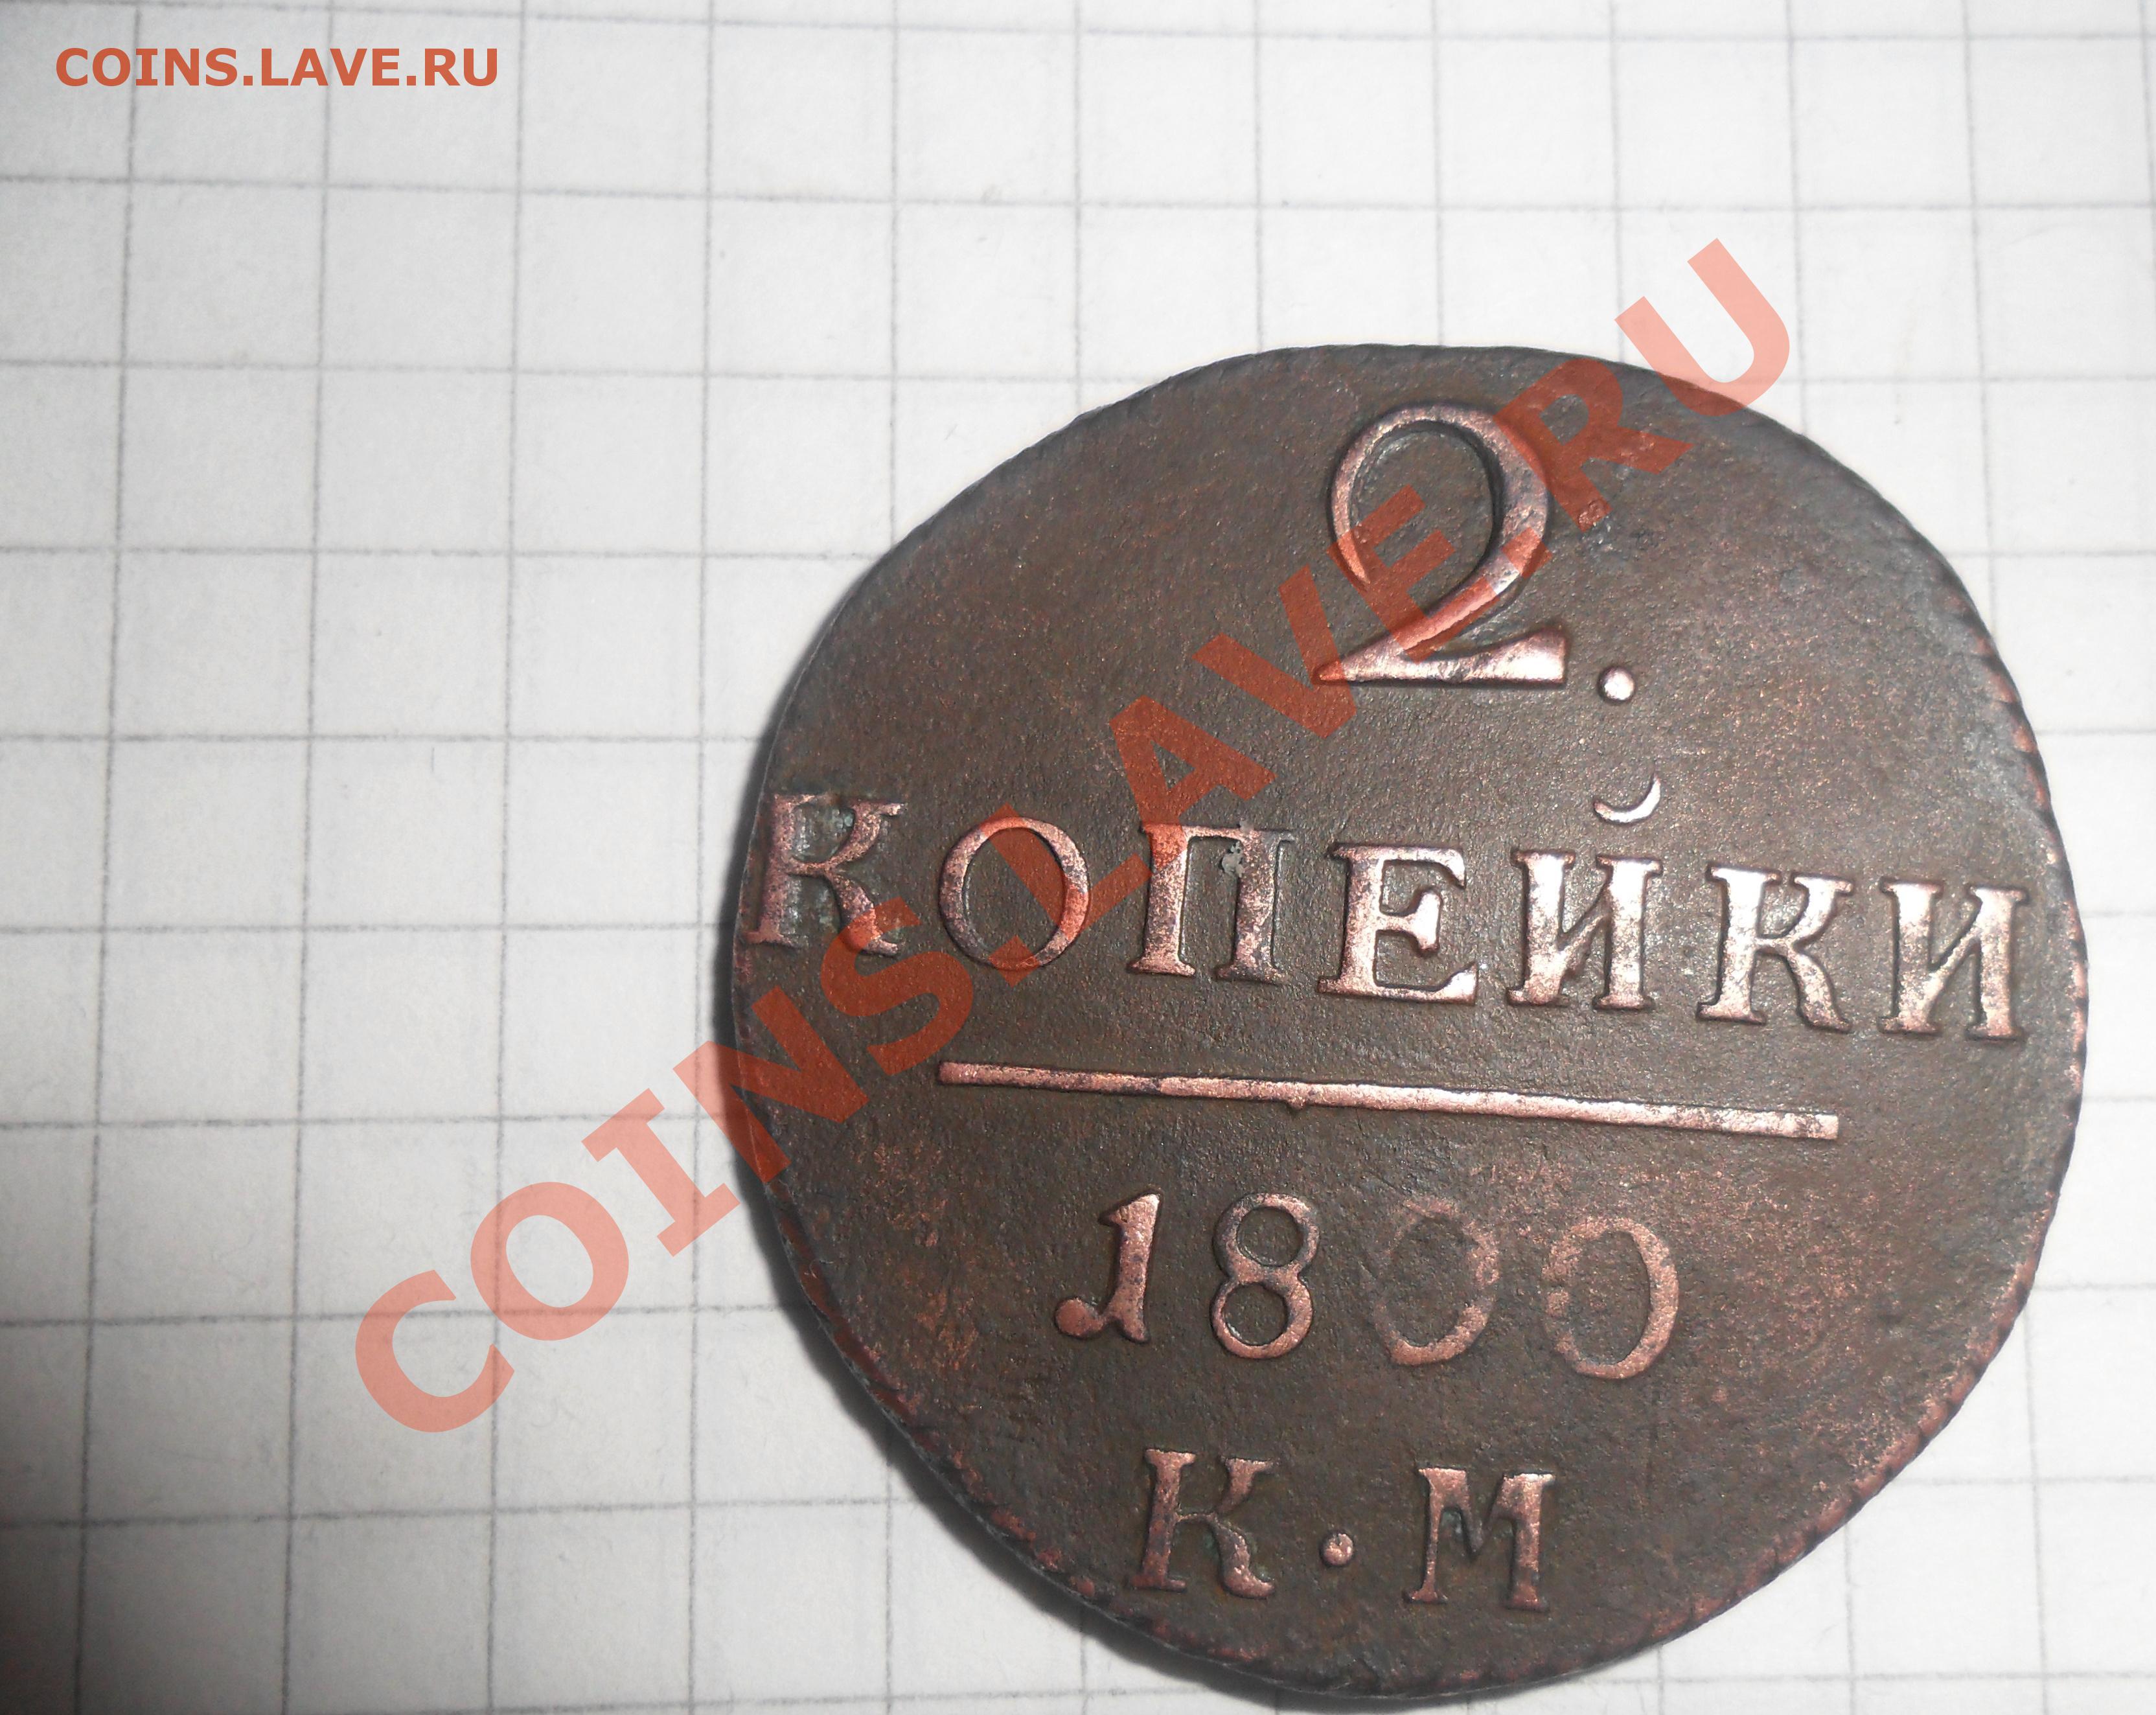 COINS.LAVE.RU
2.
КОПЕЙКИ
1800
К·М
COINS.LAVE.RU